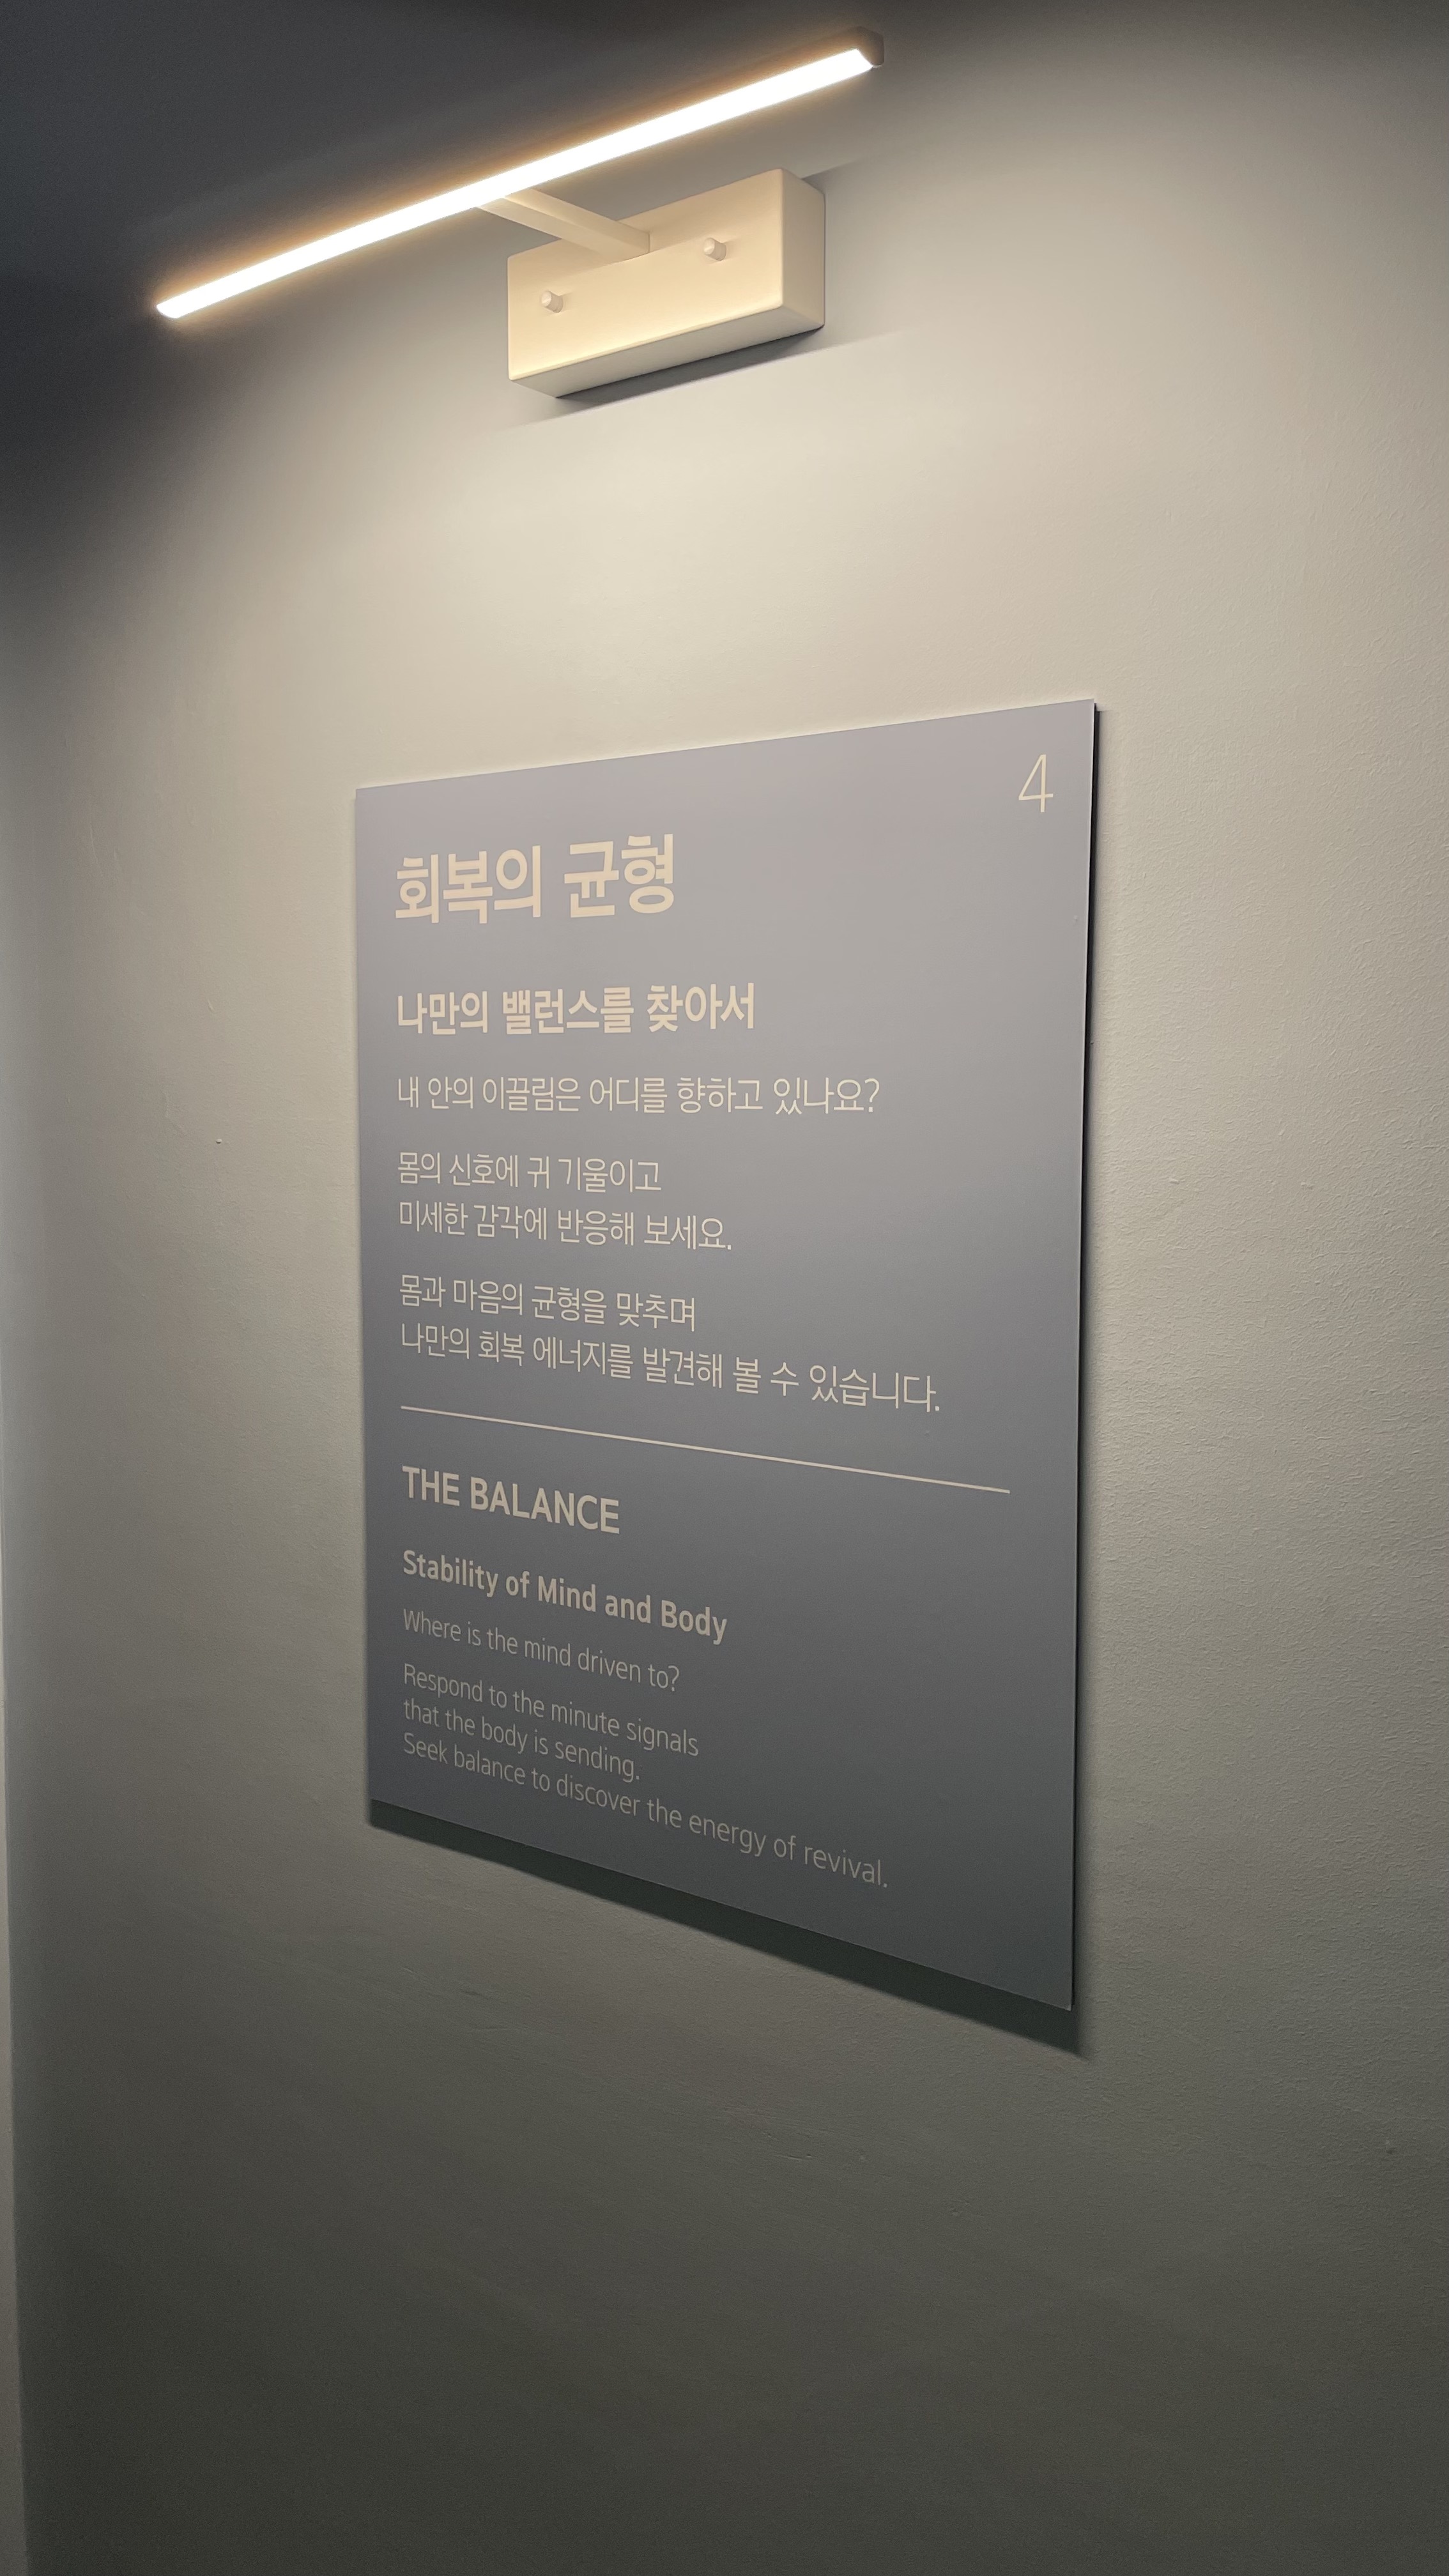 4
회복의 균형
나만의 밸런스를 찾아서
내 안의 이끌림은 어디를 향하고 있나요?
몸의 신호에 귀 기울이고
미세한 감각에 반응해 보세요.
몸과 마음의 균형을 맞추며
나만의 회복 에너지를 발견해 볼 수 있습니다.
THE BALANCE
Stability of Mind and Body
Where is the mind driven to?
Respond to the minute signals
that the body is sending.
Seek balance to discover the energy of revival.